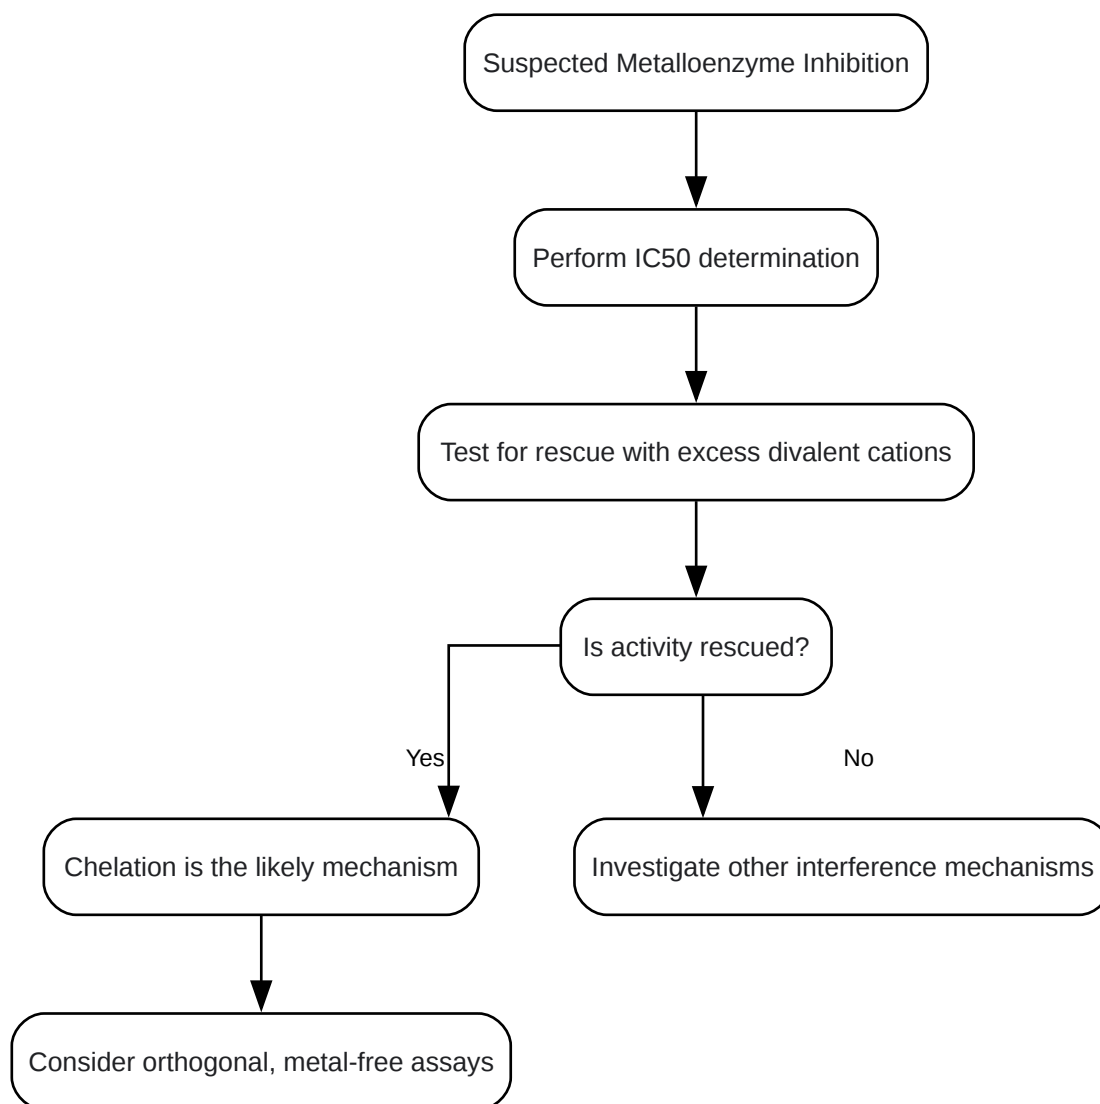 Suspected Metalloenzyme Inhibition
Perform IC50 determination
Test for rescue with excess divalent cations
Is activity rescued?
Yes
No
Chelation is the likely mechanism
Investigate other interference mechanisms
Consider orthogonal, metal-free assays